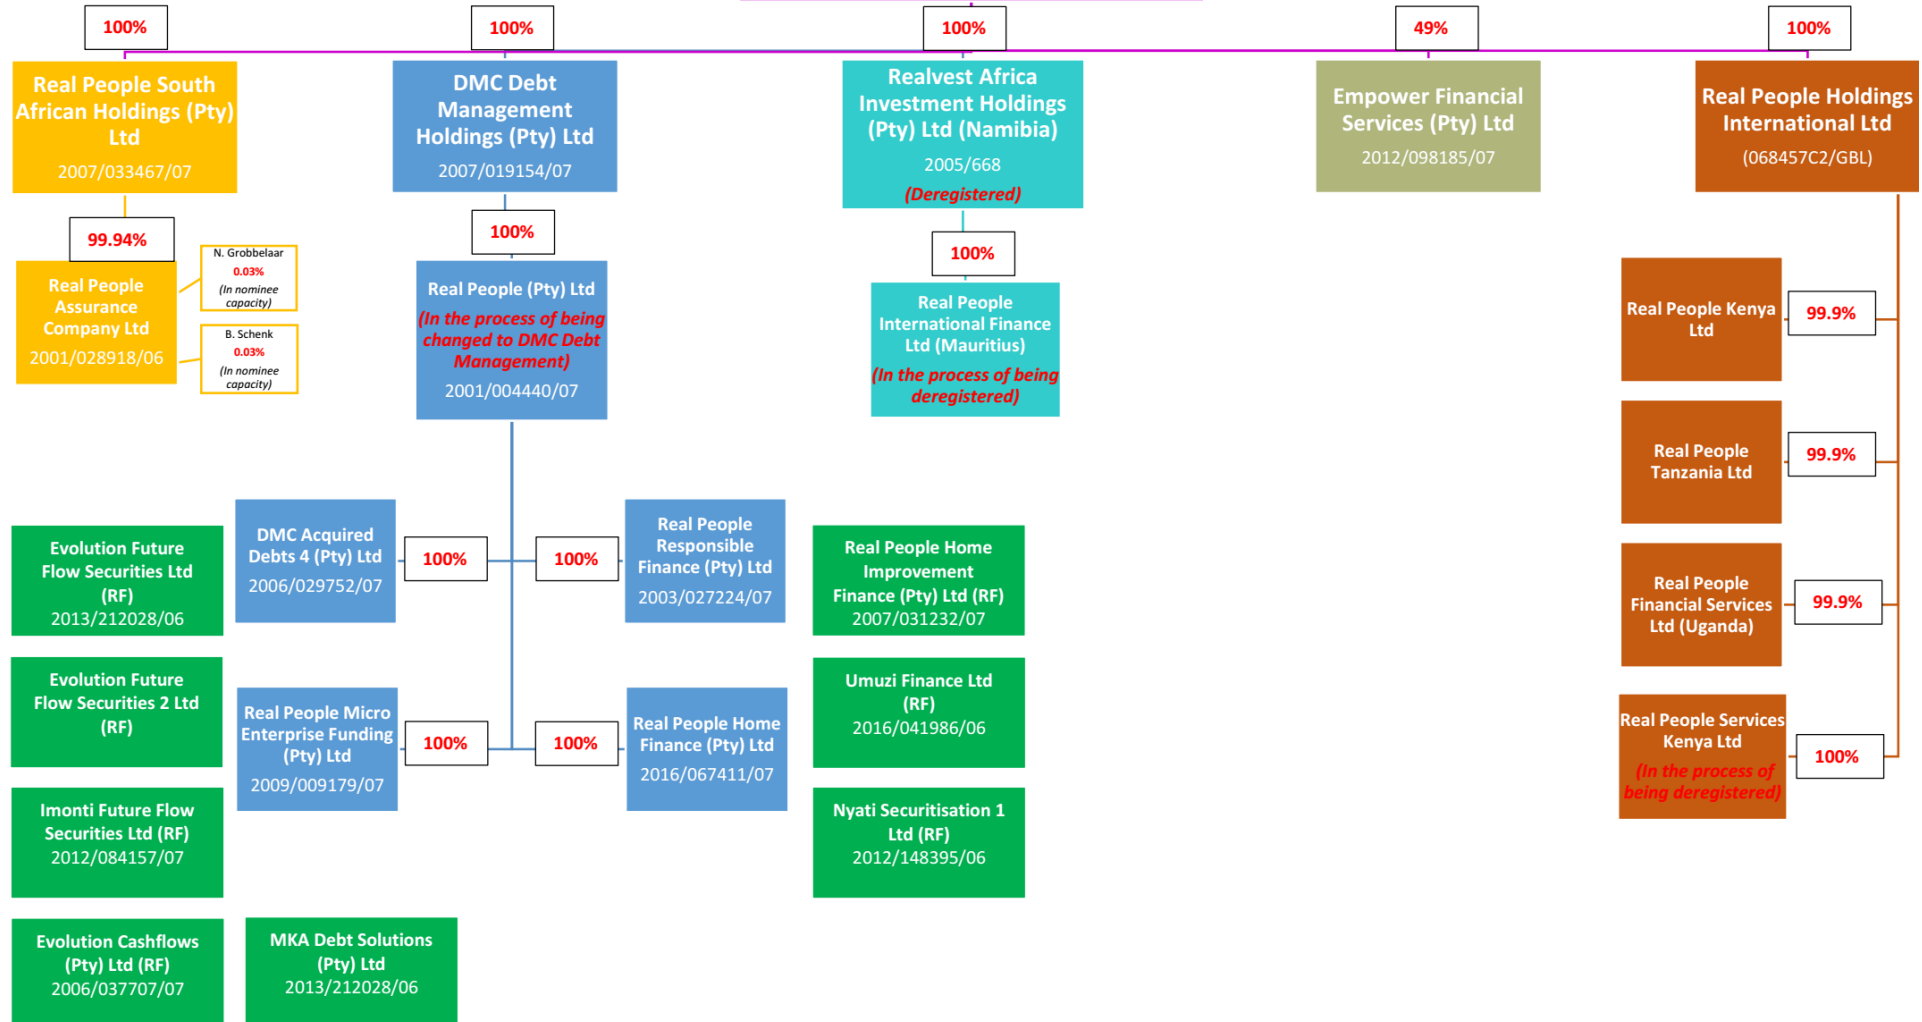 100%
100%
100%
49%
100%
Real People South
African Holdings (Pty)
Ltd
2007/033467/07
DMC Debt
Management
Holdings (Pty) Ltd
2007/019154/07
Realvest Africa
Investment Holdings
(Pty) Ltd (Namibia)
2005/668
(Deregistered)
Empower Financial
Services (Pty) Ltd
2012/098185/07
Real People Holdings
International Ltd
(068457C2/GBL)
99.94%
Real People
Assurance
Company Ltd
2001/028918/06
N. Grobbelaar
0.03%
(In nominee
capacity)
B. Schenk
0.03%
(In nominee
capacity)
100%
Real People (Pty) Ltd
(In the process of being
changed to DMC Debt
Management)
2001/004440/07
100%
Real People
International Finance
Ltd (Mauritius)
(In the process of being
deregistered)
Real People Kenya
Ltd
99.9%
Real People
Tanzania Ltd
99.9%
Real People
Financial Services
Ltd (Uganda)
99.9%
Real People Services
Kenya Ltd
(In the process of
being deregistered)
100%
Evolution Future
Flow Securities Ltd
(RF)
2013/212028/06
DMC Acquired
Debts 4 (Pty) Ltd
2006/029752/07
100%
100%
Real People
Responsible
Finance (Pty) Ltd
2003/027224/07
Real People Home
Improvement
Finance (Pty) Ltd (RF)
2007/031232/07
Evolution Future
Flow Securities 2 Ltd
(RF)
Real People Micro
Enterprise Funding
(Pty) Ltd
2009/009179/07
100%
100%
Real People Home
Finance (Pty) Ltd
2016/067411/07
Umuzi Finance Ltd
(RF)
2016/041986/06
Imonti Future Flow
Securities Ltd (RF)
2012/084157/07
Nyati Securitisation 1
Ltd (RF)
2012/148395/06
Evolution Cashflows
(Pty) Ltd (RF)
2006/037707/07
MKA Debt Solutions
(Pty) Ltd
2013/212028/06